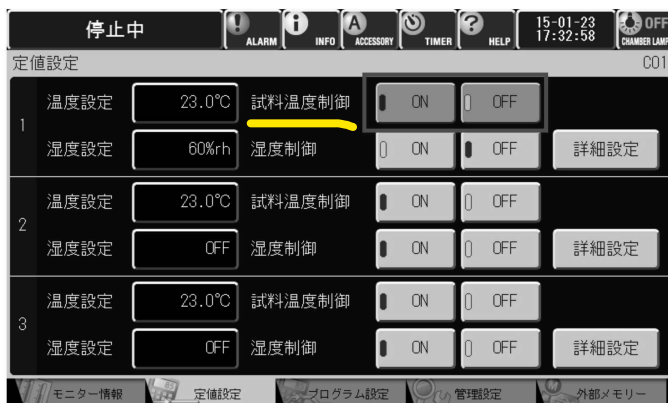 停止中 ALARM INFO ACCESSORY TIMER HELP 15-01-23 OFF
17:32:58 CHAMBER LAMP
定値設定 C01
1
温度設定 23.0℃ 試料温度制御 ON OFF
湿度設定 60%rh 湿度制御 ON OFF 詳細設定
2
温度設定 23.0℃ 試料温度制御 ON OFF
湿度設定 OFF 湿度制御 ON OFF 詳細設定
3
温度設定 23.0℃ 試料温度制御 ON OFF
湿度設定 OFF 湿度制御 ON OFF 詳細設定
モニター情報 定値設定 プログラム設定 管理設定 外部メモリー